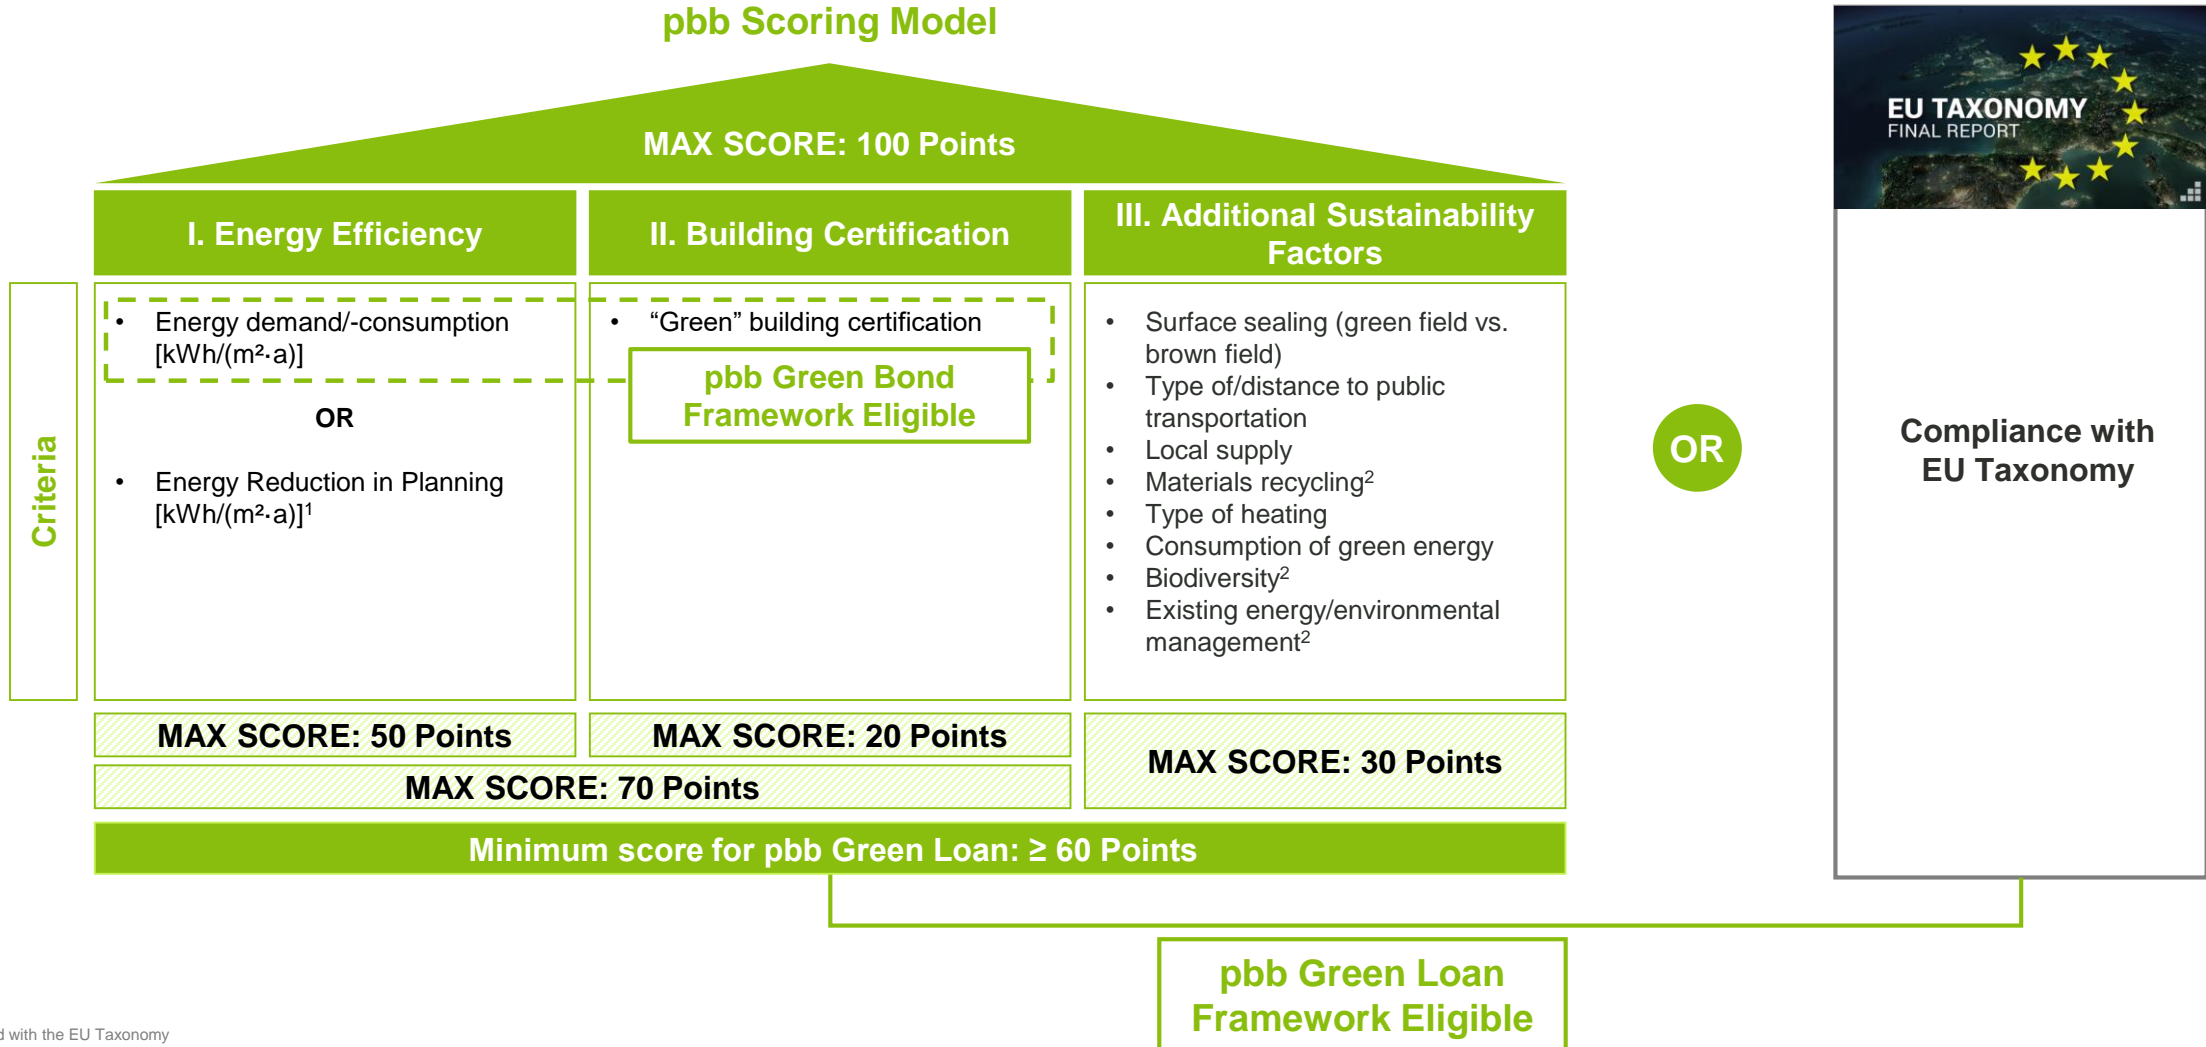 pbb Scoring Model
MAX SCORE: 100 Points
I. Energy Efficiency
II. Building Certification
III. Additional Sustainability
Factors
Criteria
• Energy demand/-consumption
[kWh/(m²·a)]
OR
• Energy Reduction in Planning
[kWh/(m²·a)]¹
• “Green” building certification
pbb Green Bond
Framework Eligible
• Surface sealing (green field vs.
brown field)
• Type of/distance to public
transportation
• Local supply
• Materials recycling²
• Type of heating
• Consumption of green energy
• Biodiversity²
• Existing energy/environmental
management²
MAX SCORE: 50 Points
MAX SCORE: 20 Points
MAX SCORE: 70 Points
MAX SCORE: 30 Points
Minimum score for pbb Green Loan: ≥ 60 Points
OR
EU TAXONOMY
FINAL REPORT
Compliance with
EU Taxonomy
pbb Green Loan
Framework Eligible
with the EU Taxonomy